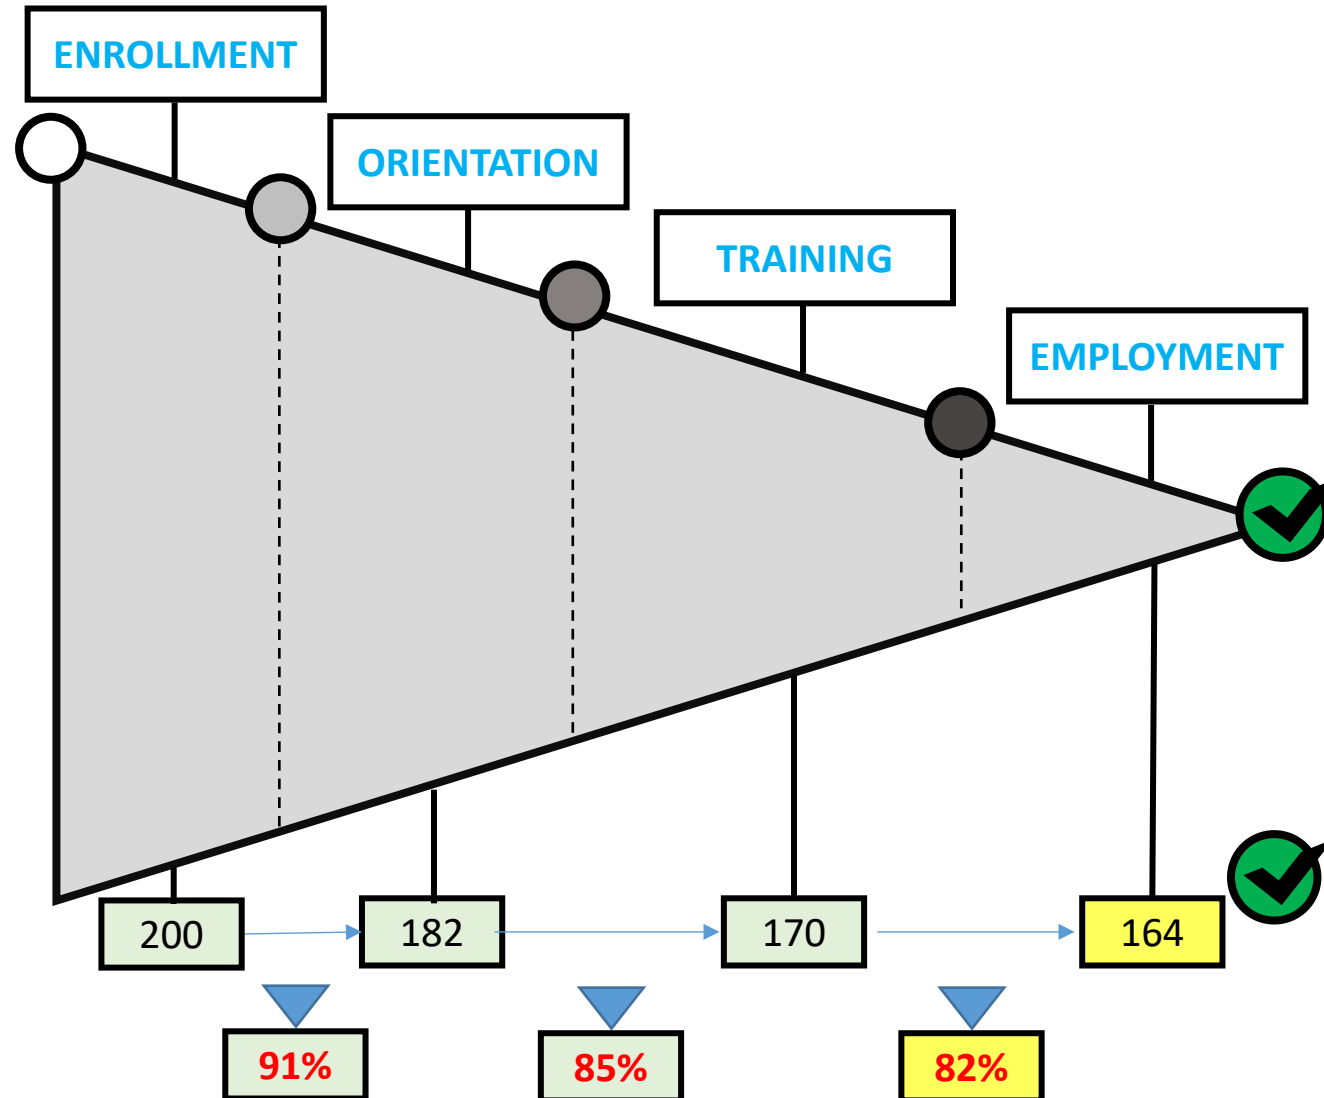 ENROLLMENT
ORIENTATION
TRAINING
EMPLOYMENT
200
182
170
164
91%
85%
82%